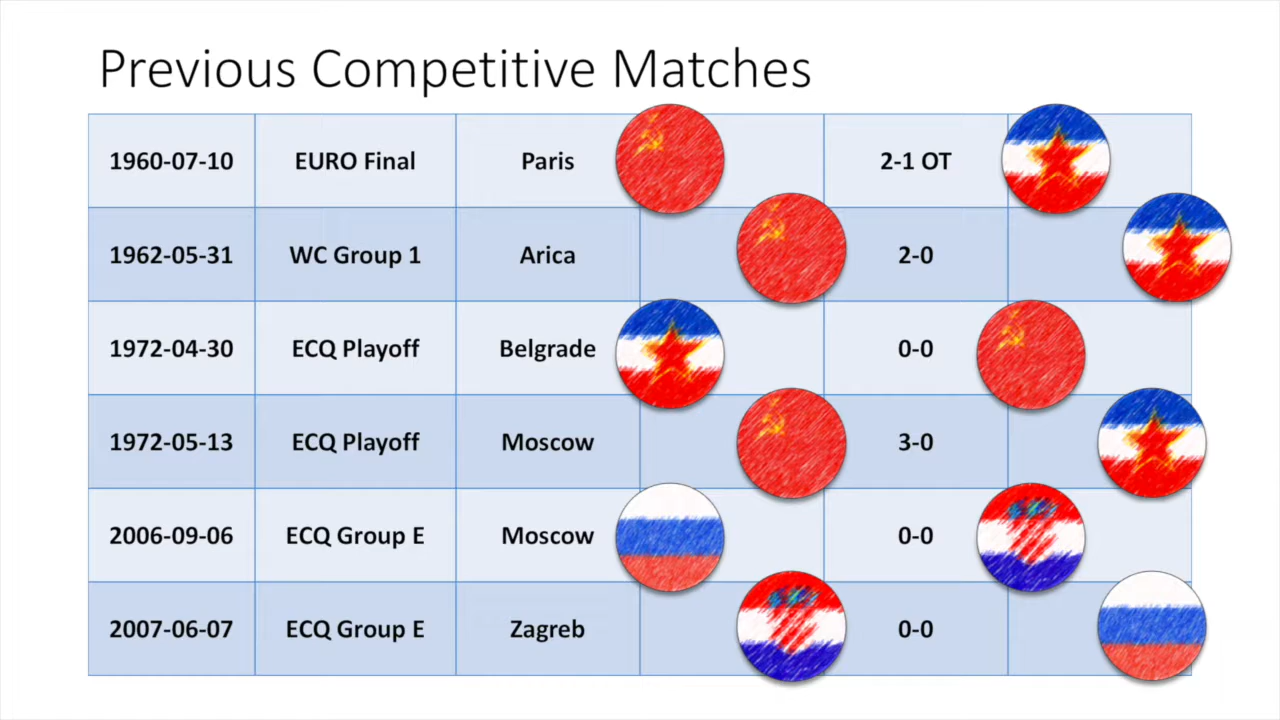 Previous Competitive Matches
1960-07-10 EURO Final Paris 2-1 OT
1962-05-31 WC Group 1 Arica 2-0
1972-04-30 ECQ Playoff Belgrade 0-0
1972-05-13 ECQ Playoff Moscow 3-0
2006-09-06 ECQ Group E Moscow 0-0
2007-06-07 ECQ Group E Zagreb 0-0